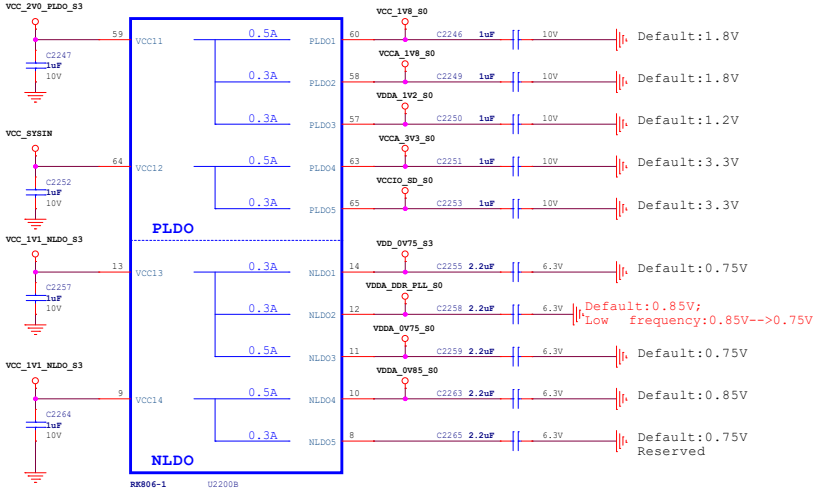 VCC_2V0_PLDO_S3
59 VCC11 0.5A PLDO1 60 VCC_1V8_S0 C2246 1uF 10V Default:1.8V
C2247
1uF
10V
0.3A PLDO2 58 VCCA_1V8_S0 C2249 1uF 10V Default:1.8V
0.3A PLDO3 57 VDDA_1V2_S0 C2250 1uF 10V Default:1.2V
VCC_SYSIN
64 VCC12 0.5A PLDO4 63 VCCA_3V3_S0 C2251 1uF 10V Default:3.3V
C2252
1uF
10V
0.3A PLDO5 65 VCCIO_SD_S0 C2253 1uF 10V Default:3.3V
PLDO
VCC_1V1_NLDO_S3
13 VCC13 0.3A NLDO1 14 VDD_0V75_S3 C2255 2.2uF 6.3V Default:0.75V
C2257
1uF
10V
0.3A NLDO2 12 VDDA_DDR_PLL_S0 C2258 2.2uF 6.3V Default:0.85V;
Low frequency:0.85V-->0.75V
0.5A NLDO3 11 VDDA_0V75_S0 C2259 2.2uF 6.3V Default:0.75V
VCC_1V1_NLDO_S3
9 VCC14 0.5A NLDO4 10 VDDA_0V85_S0 C2263 2.2uF 6.3V Default:0.85V
C2264
1uF
10V
0.3A NLDO5 8 C2265 2.2uF 6.3V Default:0.75V
Reserved
NLDO
RK806-1 U2200B